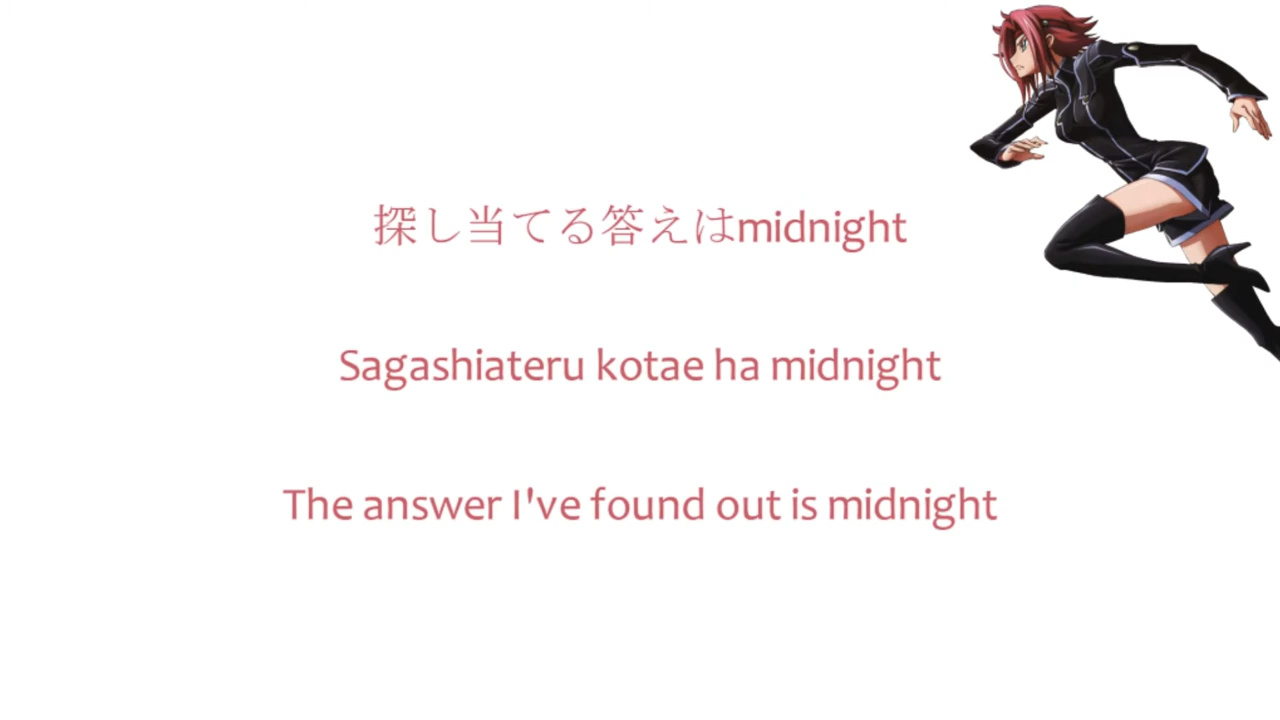 探し当てる答えはmidnight
Sagashiateru kotae ha midnight
The answer I've found out is midnight